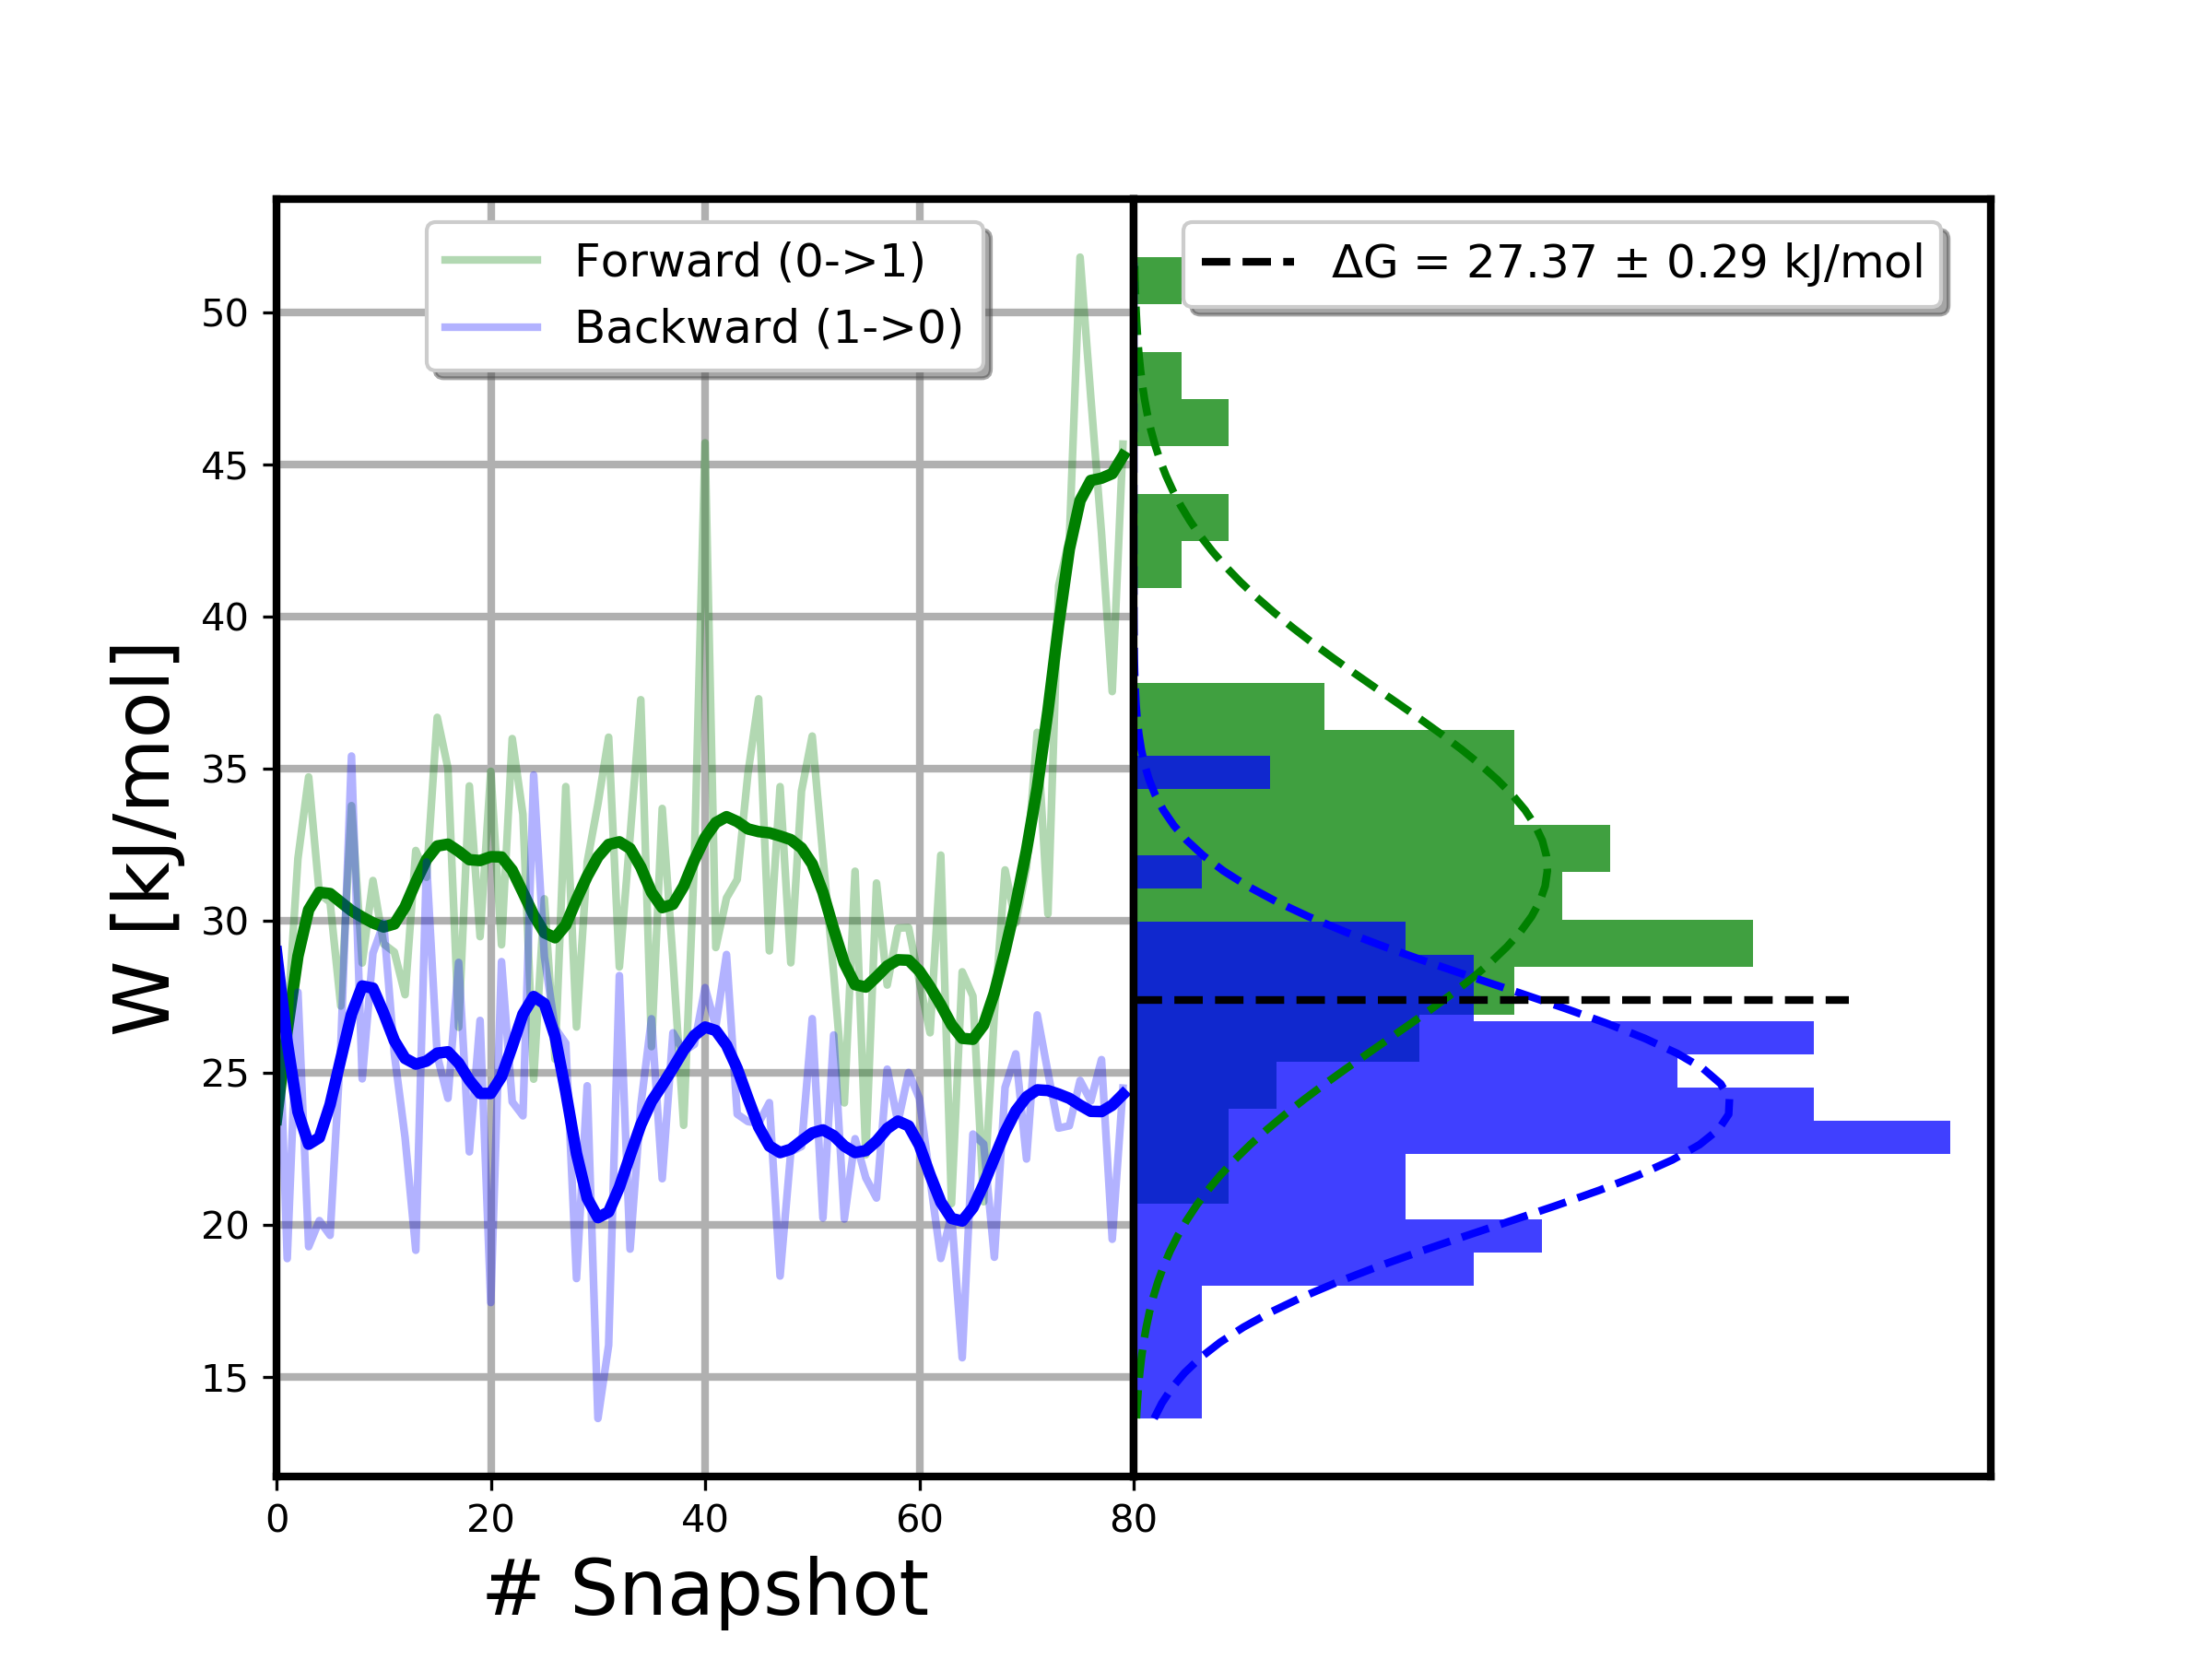 Forward (0->1)
Backward (1->0)
ΔG = 27.37 ± 0.29 kJ/mol
W [kJ/mol]
50
45
40
35
30
25
20
15
0
20
40
60
80
# Snapshot